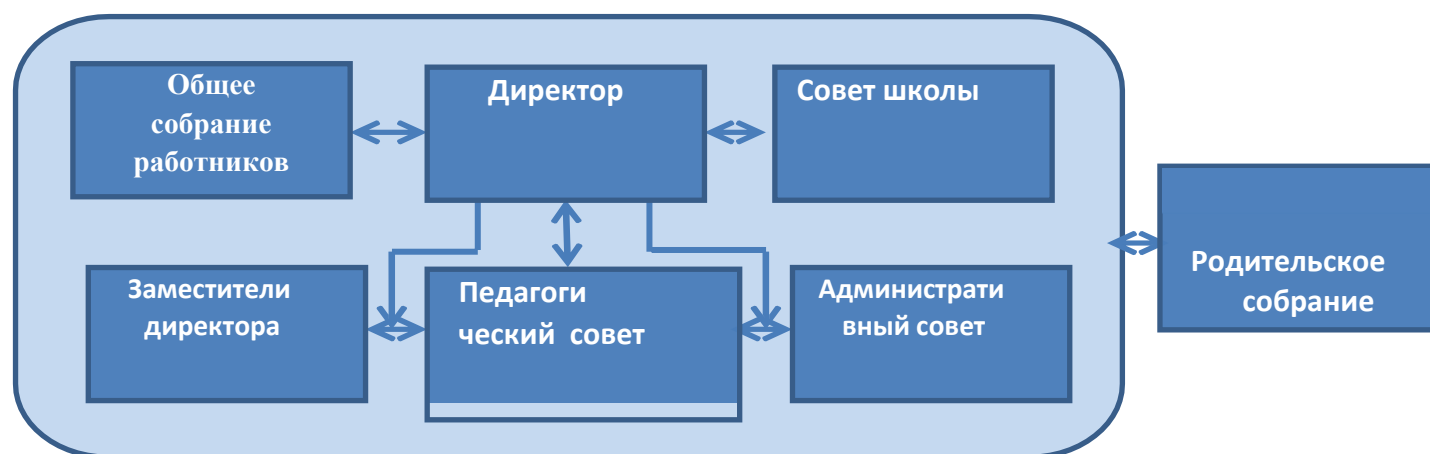 Общее
собрание
работников
Директор
Совет школы
Заместители
директора
Педагоги
ческий совет
Администрати
вный совет
Родительское
собрание